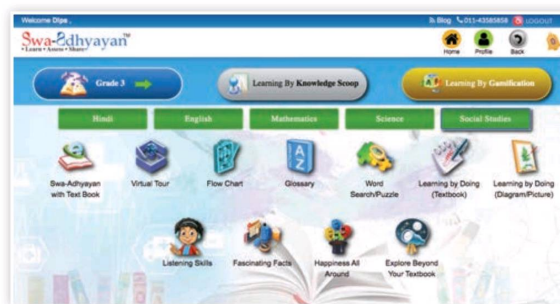 Welcome Dipa , Blog 011-43585858 LOGOUT
Swa-Adhyayan™
• Learn • Assess • Share
Home Profile Back
Grade 3 Learning By Knowledge Scoop Learning By Gamification
Hindi English Mathematics Science Social Studies
Swa-Adhyayan Virtual Tour Flow Chart Glossary Word Learning by Doing Learning by Doing
with Text Book Search/Puzzle (Textbook) (Diagram/Picture)
Listening Skills Fascinating Facts Happiness All Explore Beyond
Around Your Textbook